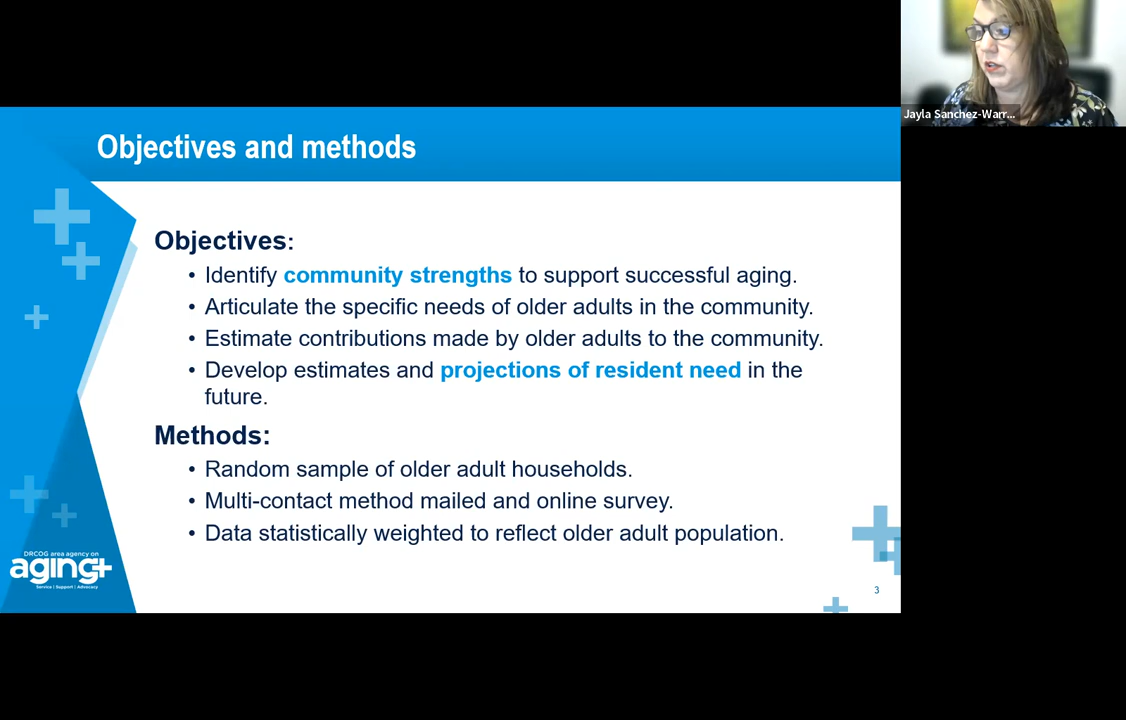 Jayla Sanchez-Warr...
Objectives and methods
Objectives:
• Identify community strengths to support successful aging.
• Articulate the specific needs of older adults in the community.
• Estimate contributions made by older adults to the community.
• Develop estimates and projections of resident need in the
future.
Methods:
• Random sample of older adult households.
• Multi-contact method mailed and online survey.
• Data statistically weighted to reflect older adult population.
DRCOG area agency on
aging+
Service | Support | Advocacy
3